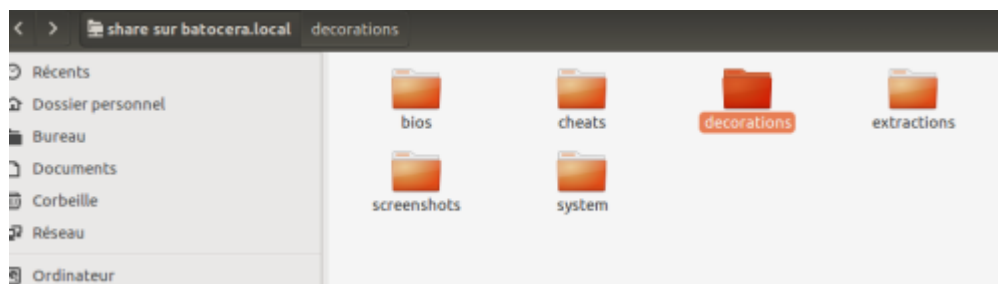 share sur batocera.local decorations
Récents
Dossier personnel
Bureau
Documents
Corbeille
Réseau
Ordinateur
bios cheats decorations extractions
screenshots system